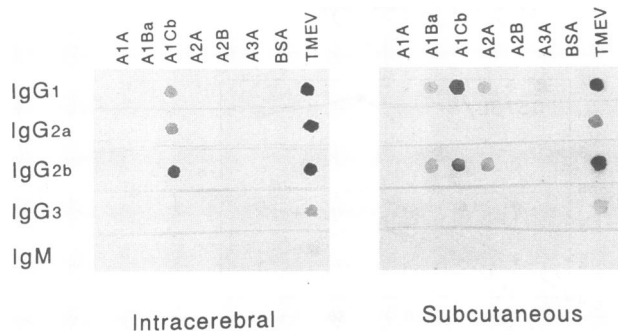 A1A A1Ba A1Cb A2A A2B A3A BSA TMEV
A1A A1Ba A1Cb A2A A2B A3A BSA TMEV
IgG1
IgG2a
IgG2b
IgG3
IgM
Intracerebral
Subcutaneous